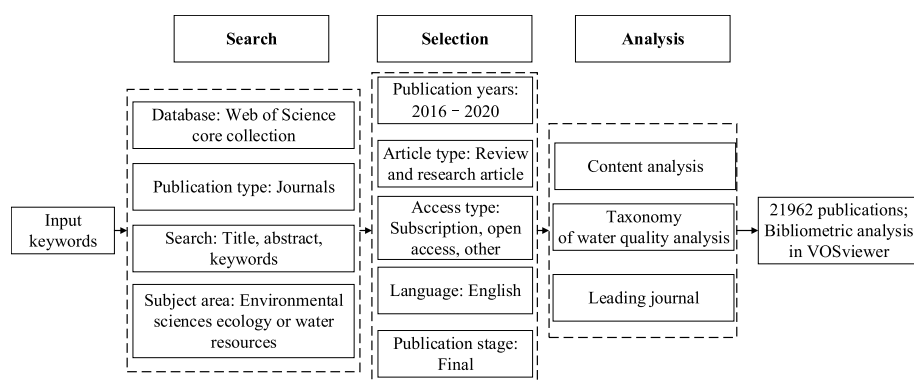 Search
Selection
Analysis
Input
keywords
Database: Web of Science
core collection
Publication type: Journals
Search: Title, abstract,
keywords
Subject area: Environmental
sciences ecology or water
resources
Publication years:
2016 – 2020
Article type: Review
and research article
Access type:
Subscription, open
access, other
Language: English
Publication stage:
Final
Content analysis
Taxonomy
of water quality analysis
Leading journal
21962 publications;
Bibliometric analysis
in VOSviewer